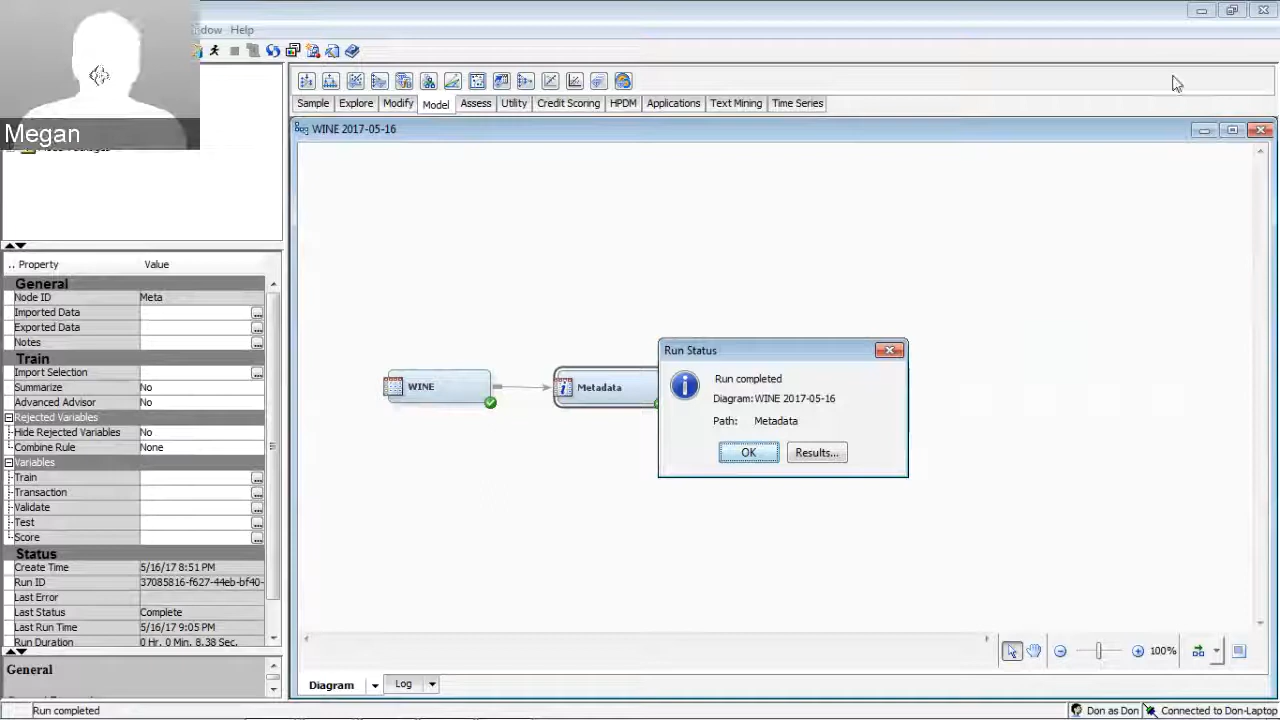 dow Help
Megan
Sample Explore Modify Model Assess Utility Credit Scoring HPDM Applications Text Mining Time Series
WINE 2017-05-16
.. Property Value
General
Node ID Meta
Imported Data ...
Exported Data ...
Notes ...
Train
Import Selection ...
Summarize No
Advanced Advisor No
Rejected Variables
Hide Rejected Variables No
Combine Rule None
Variables
Train ...
Transaction ...
Validate ...
Test ...
Score ...
Status
Create Time 5/16/17 8:51 PM
Run ID 37085816-f627-44eb-bf40-
Last Error
Last Status Complete
Last Run Time 5/16/17 9:05 PM
Run Duration 0 Hr. 0 Min. 8.38 Sec.
General
WINE
Metadata
Run Status
Run completed
Diagram: WINE 2017-05-16
Path: Metadata
OK Results...
100%
Diagram Log
Run completed
Don as Don Connected to Don-Laptop